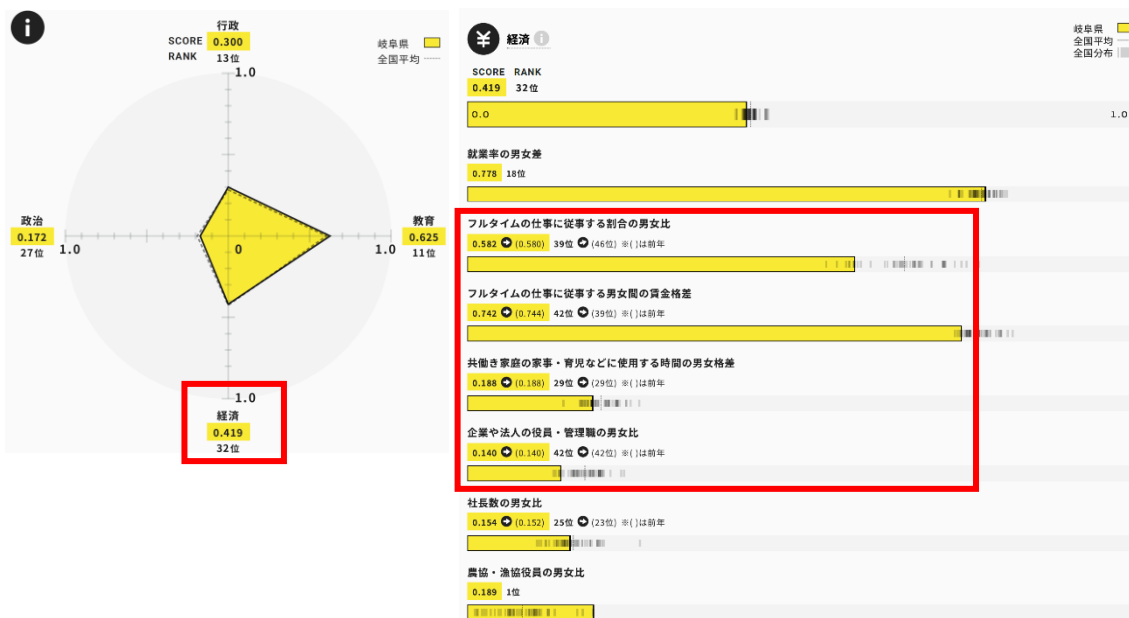 i
行政
SCORE 0.300
RANK 13位
岐阜県
全国平均
1.0
政治
0.172
27位
1.0
0
教育
0.625
11位
1.0
1.0
経済
0.419
32位
¥ 経済 i
岐阜県
全国平均
全国分布
SCORE RANK
0.419 32位
0.0 1.0
就業率の男女差
0.778 18位
フルタイムの仕事に従事する割合の男女比
0.582 ➔ (0.580) 39位 ➔ (46位) ※( )は前年
フルタイムの仕事に従事する男女間の賃金格差
0.742 ➔ (0.744) 42位 ➔ (39位) ※( )は前年
共働き家庭の家事・育児などに使用する時間の男女格差
0.188 ➔ (0.188) 29位 ➔ (29位) ※( )は前年
企業や法人の役員・管理職の男女比
0.140 ➔ (0.140) 42位 ➔ (42位) ※( )は前年
社長数の男女比
0.154 ➔ (0.152) 25位 ➔ (23位) ※( )は前年
農協・漁協役員の男女比
0.189 1位